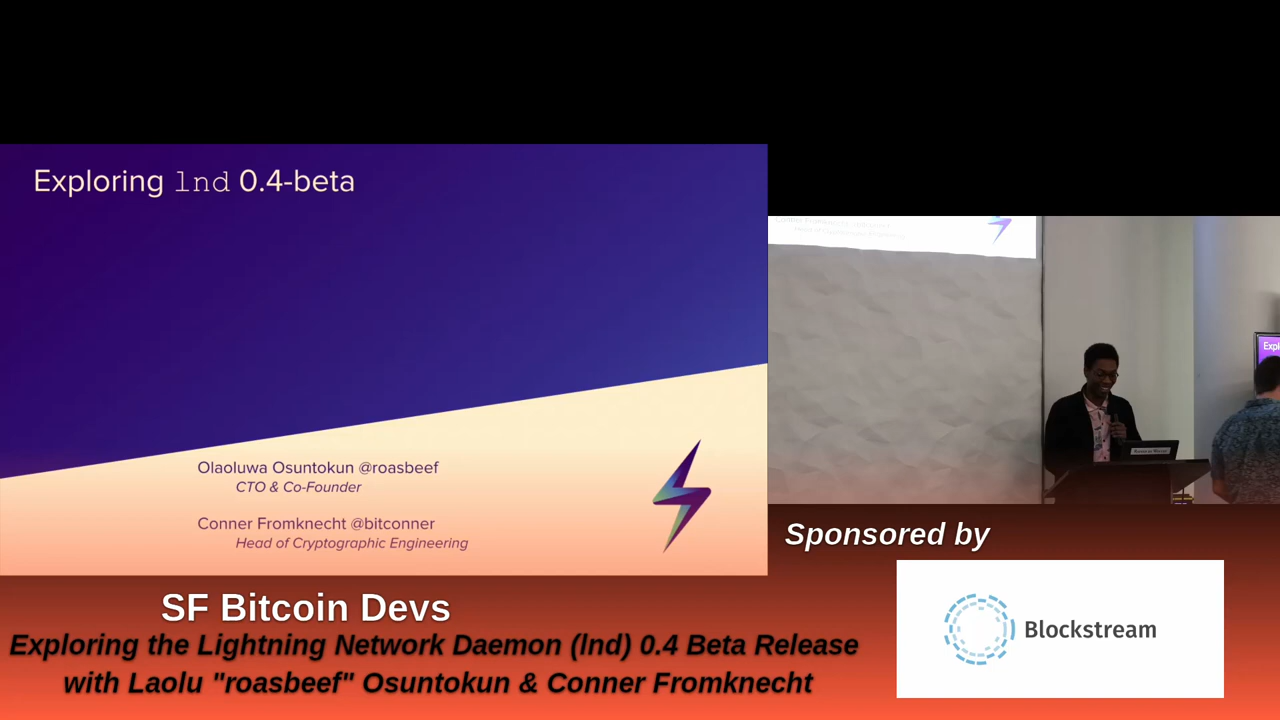 Exploring lnd 0.4-beta
Olaoluwa Osuntokun @roasbeef
CTO & Co-Founder
Conner Fromknecht @bitconner
Head of Cryptographic Engineering
Expl
Sponsored by
Blockstream
SF Bitcoin Devs
Exploring the Lightning Network Daemon (lnd) 0.4 Beta Release
with Laolu "roasbeef" Osuntokun & Conner Fromknecht